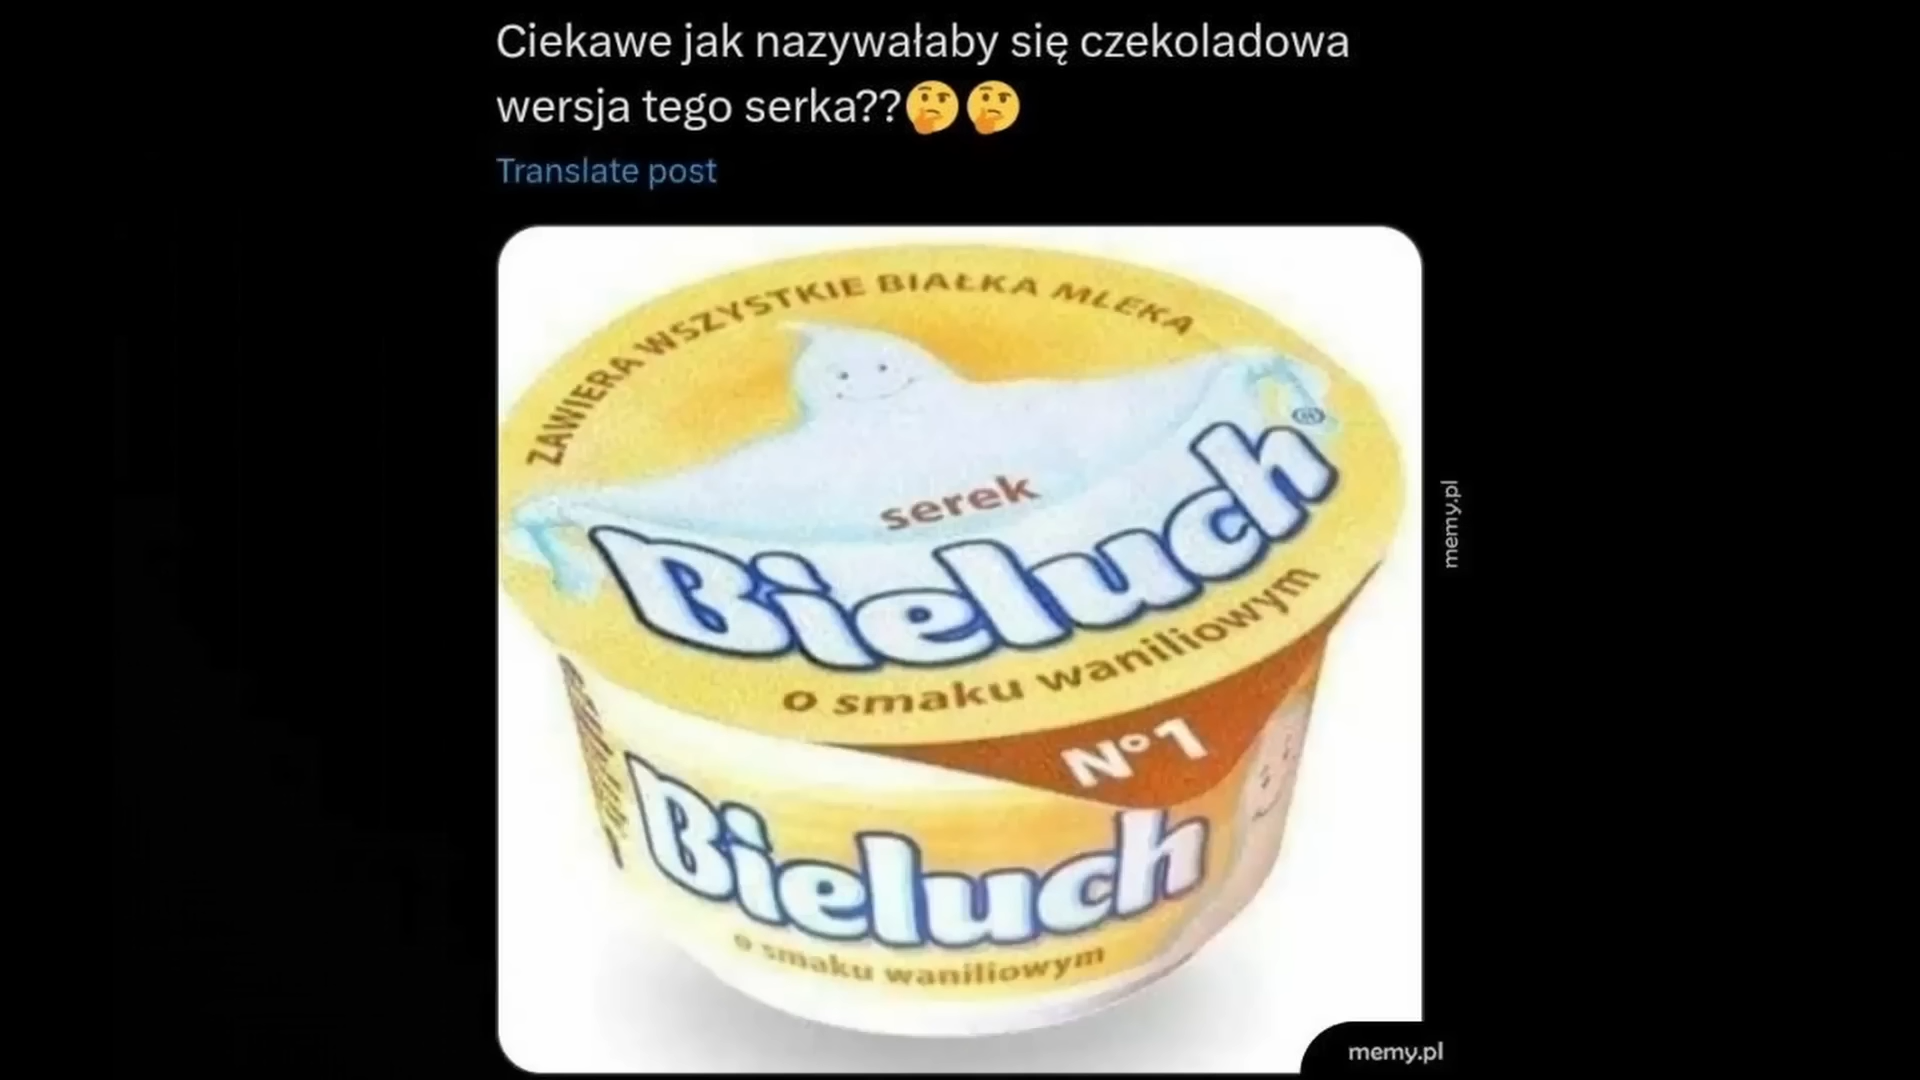 Ciekawe jak nazywałaby się czekoladowa
wersja tego serka??🤔🤔
Translate post
ZAWIERA WSZYSTKIE BIAŁKA MLEKA
serek
Bieluch®
o smaku waniliowym
N°1
Bieluch
o smaku waniliowym
memy.pl
memy.pl